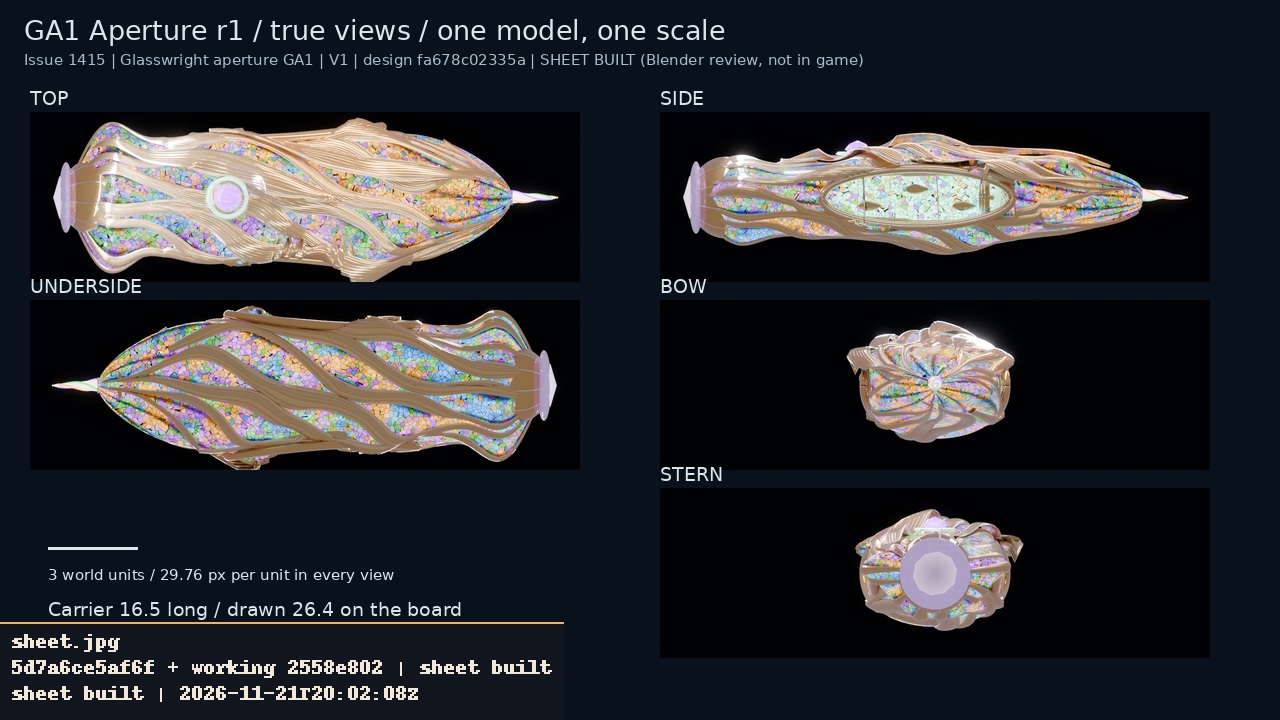 GA1 Aperture r1 / true views / one model, one scale
Issue 1415 | Glasswright aperture GA1 | V1 | design fa678c02335a | SHEET BUILT (Blender review, not in game)
TOP
SIDE
UNDERSIDE
BOW
STERN
3 world units / 29.76 px per unit in every view
Carrier 16.5 long / drawn 26.4 on the board
sheet.jpg
5d7a6ce5af6f + working 2558e802 | sheet built
sheet built | 2026-11-21T20:02:08Z